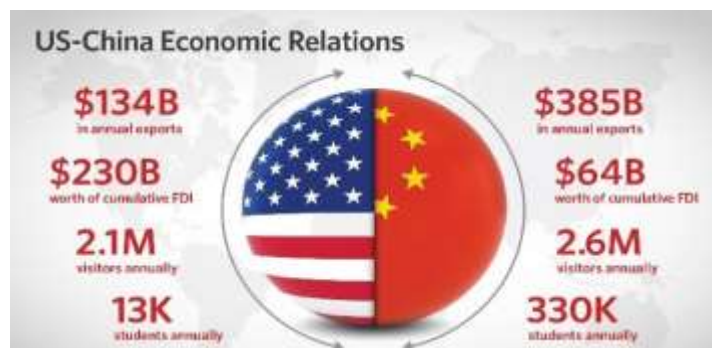 US-China Economic Relations
$134B
in annual exports
$230B
worth of cumulative FDI
2.1M
visitors annually
13K
students annually
$385B
in annual exports
$64B
worth of cumulative FDI
2.6M
visitors annually
330K
students annually